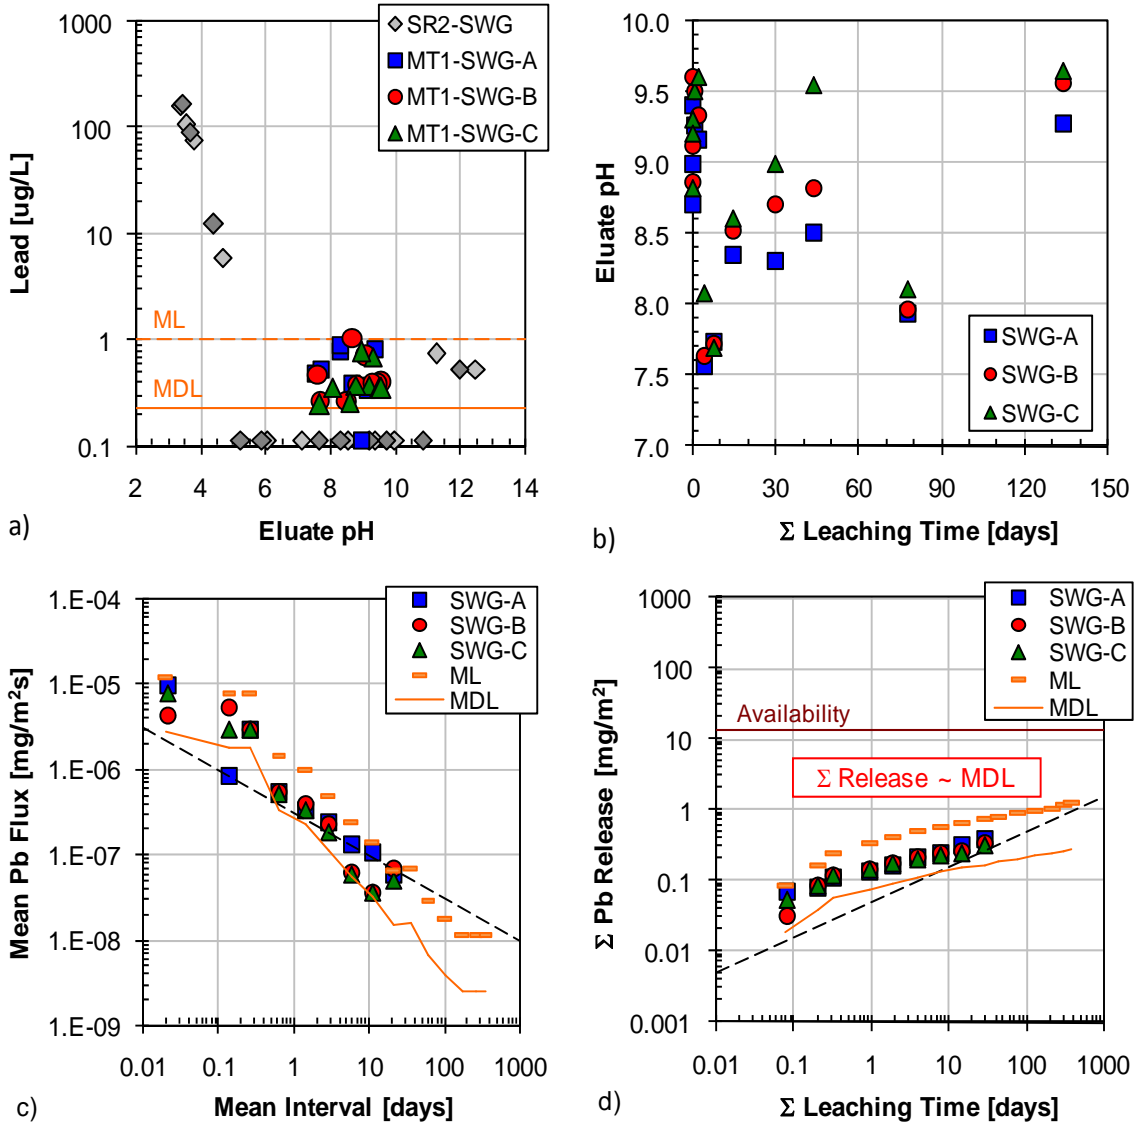 1000
100
10
1
0.1
Lead [ug/L]
ML
MDL
SR2-SWG
MT1-SWG-A
MT1-SWG-B
MT1-SWG-C
2 4 6 8 10 12 14
Eluate pH
a)
10.0
9.5
9.0
8.5
8.0
7.5
7.0
Eluate pH
SWG-A
SWG-B
SWG-C
0 30 60 90 120 150
Σ Leaching Time [days]
b)
1.E-04
1.E-05
1.E-06
1.E-07
1.E-08
1.E-09
Mean Pb Flux [mg/m²s]
SWG-A
SWG-B
SWG-C
ML
MDL
0.01 0.1 1 10 100 1000
Mean Interval [days]
c)
1000
100
10
1
0.1
0.01
0.001
Σ Pb Release [mg/m²]
SWG-A
SWG-B
SWG-C
ML
MDL
Availability
Σ Release ~ MDL
0.01 0.1 1 10 100 1000
Σ Leaching Time [days]
d)